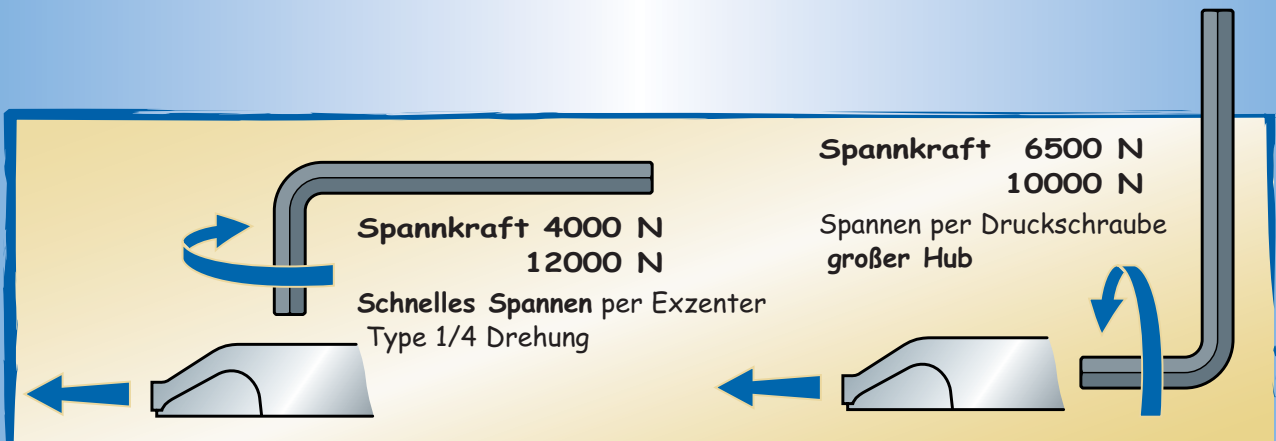 Spannkraft 4000 N
12000 N
Schnelles Spannen per Exzenter
Type 1/4 Drehung
Spannkraft 6500 N
10000 N
Spannen per Druckschraube
großer Hub